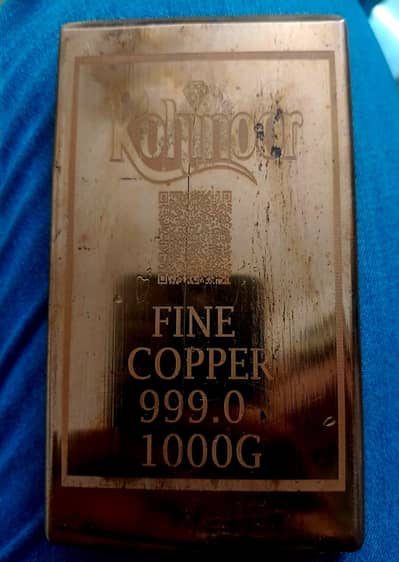 Kohinoor
FINE
COPPER
999.0
1000G